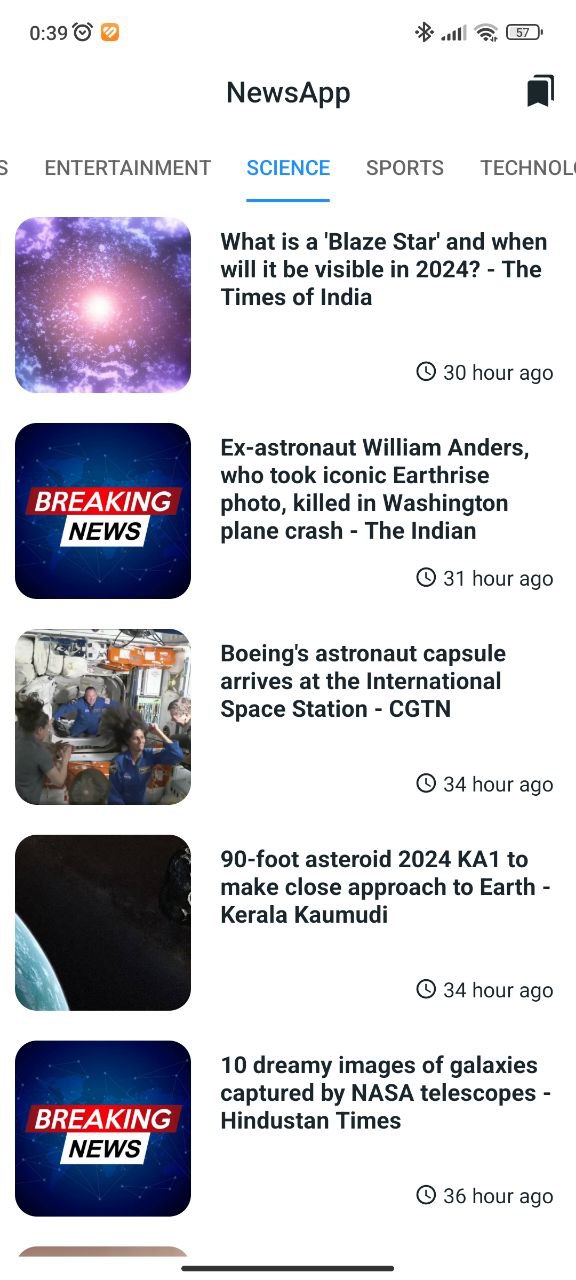 0:39
57
NewsApp
S ENTERTAINMENT SCIENCE SPORTS TECHNOLO
What is a 'Blaze Star' and when
will it be visible in 2024? - The
Times of India
30 hour ago
BREAKING
NEWS
Ex-astronaut William Anders,
who took iconic Earthrise
photo, killed in Washington
plane crash - The Indian
31 hour ago
Boeing's astronaut capsule
arrives at the International
Space Station - CGTN
34 hour ago
90-foot asteroid 2024 KA1 to
make close approach to Earth -
Kerala Kaumudi
34 hour ago
BREAKING
NEWS
10 dreamy images of galaxies
captured by NASA telescopes -
Hindustan Times
36 hour ago